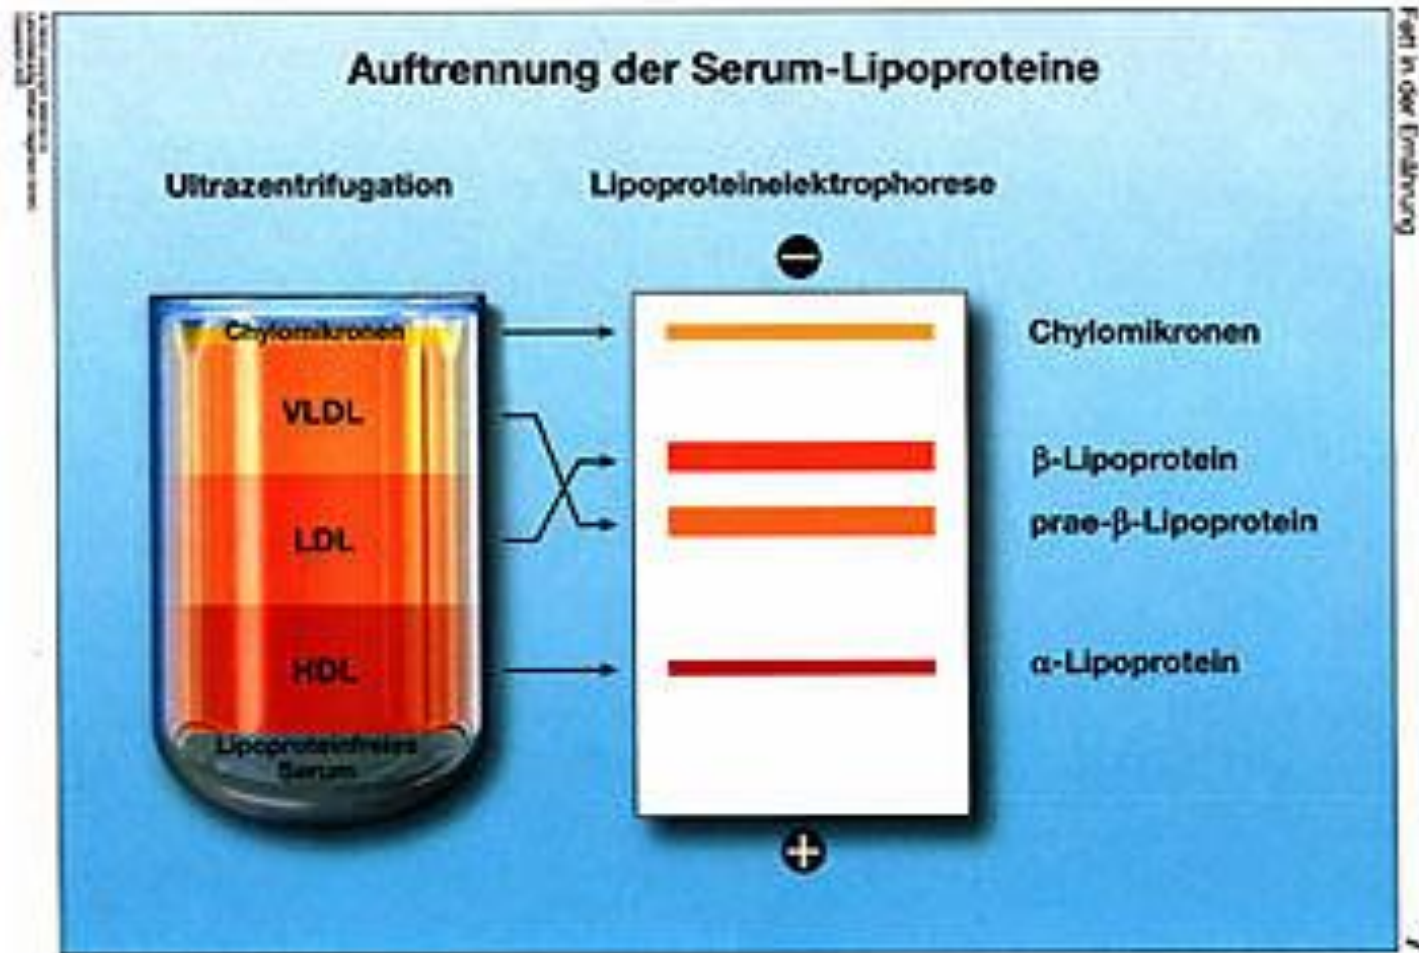 Auftrennung der Serum-Lipoproteine
Ultrazentrifugation
Lipoproteinelektrophorese
−
Chylomikronen
VLDL
LDL
HDL
Lipoproteinfreies
Serum
Chylomikronen
β-Lipoprotein
prae-β-Lipoprotein
α-Lipoprotein
+
Fett in der Ernährung